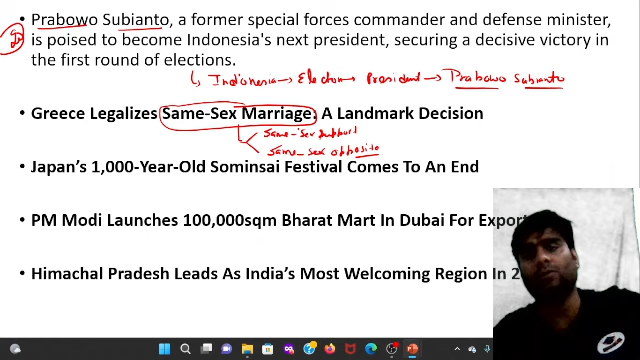 • Prabowo Subianto, a former special forces commander and defense minister,
is poised to become Indonesia's next president, securing a decisive victory in
the first round of elections.
↳ Indonesia → Election → President → Prabowo Subianto
• Greece Legalizes Same-Sex Marriage: A Landmark Decision
Same-Sex support
Same-Sex opposite
• Japan's 1,000-Year-Old Sominsai Festival Comes To An End
• PM Modi Launches 100,000sqm Bharat Mart In Dubai For Export
• Himachal Pradesh Leads As India's Most Welcoming Region In 2